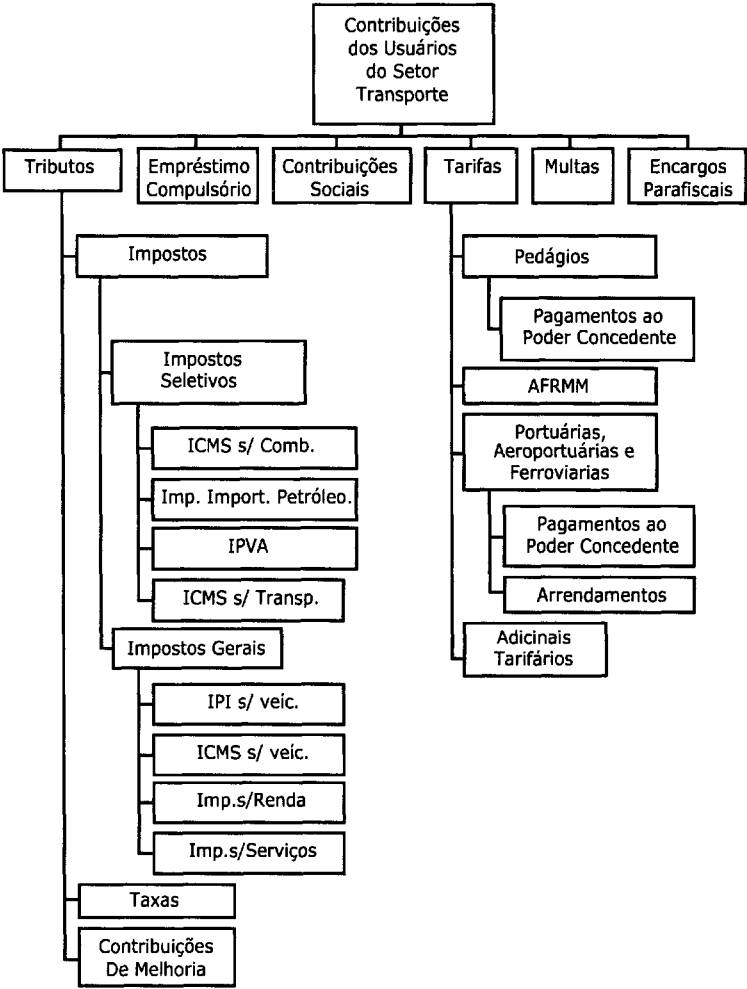 Contribuições
dos Usuários
do Setor
Transporte
Tributos
Empréstimo
Compulsório
Contribuições
Sociais
Tarifas
Multas
Encargos
Parafiscais
Impostos
Impostos
Seletivos
ICMS s/ Comb.
Imp. Import. Petróleo.
IPVA
ICMS s/ Transp.
Impostos Gerais
IPI s/ veíc.
ICMS s/ veíc.
Imp.s/Renda
Imp.s/Serviços
Taxas
Contribuições
De Melhoria
Pedágios
Pagamentos ao
Poder Concedente
AFRMM
Portuárias,
Aeroportuárias e
Ferroviarias
Pagamentos ao
Poder Concedente
Arrendamentos
Adicinais
Tarifários